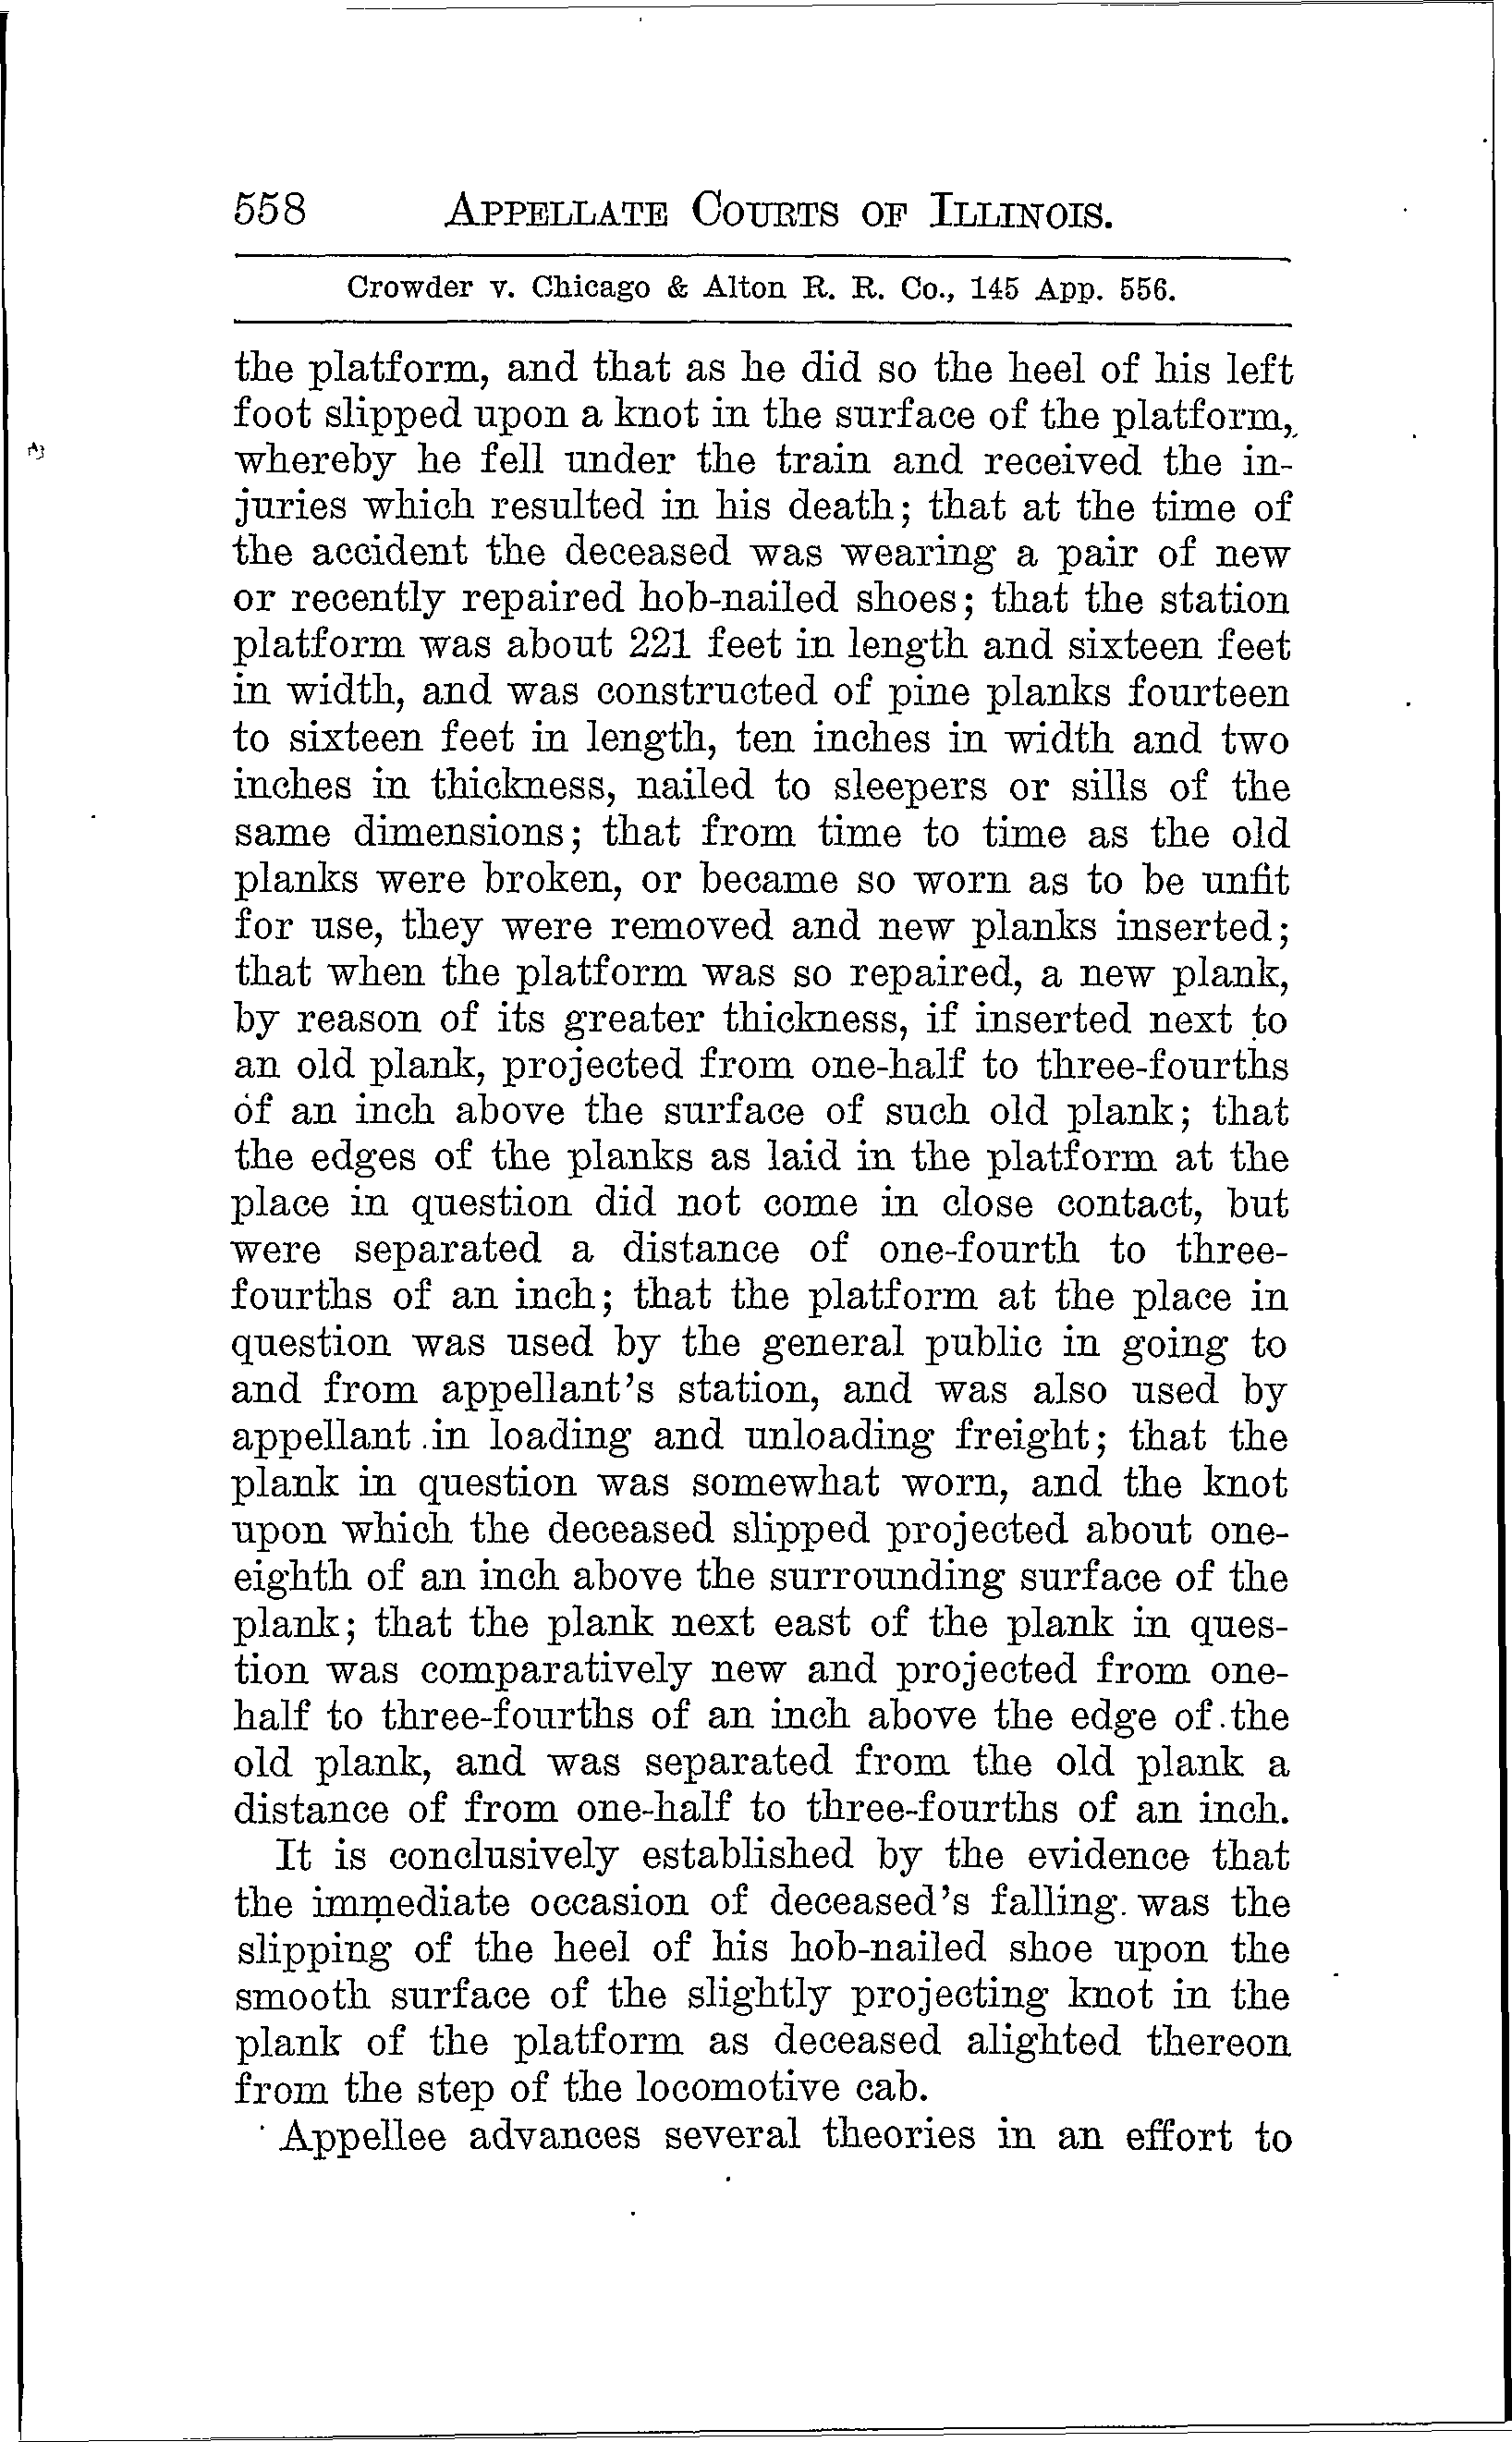 558 APPELLATE COURTS OF ILLINOIS.
Crowder v. Chicago & Alton R. R. Co., 145 App. 556.
the platform, and that as he did so the heel of his left
foot slipped upon a knot in the surface of the platform,
whereby he fell under the train and received the in-
juries which resulted in his death; that at the time of
the accident the deceased was wearing a pair of new
or recently repaired hob-nailed shoes; that the station
platform was about 221 feet in length and sixteen feet
in width, and was constructed of pine planks fourteen
to sixteen feet in length, ten inches in width and two
inches in thickness, nailed to sleepers or sills of the
same dimensions; that from time to time as the old
planks were broken, or became so worn as to be unfit
for use, they were removed and new planks inserted;
that when the platform was so repaired, a new plank,
by reason of its greater thickness, if inserted next to
an old plank, projected from one-half to three-fourths
of an inch above the surface of such old plank; that
the edges of the planks as laid in the platform at the
place in question did not come in close contact, but
were separated a distance of one-fourth to three-
fourths of an inch; that the platform at the place in
question was used by the general public in going to
and from appellant's station, and was also used by
appellant in loading and unloading freight; that the
plank in question was somewhat worn, and the knot
upon which the deceased slipped projected about one-
eighth of an inch above the surrounding surface of the
plank; that the plank next east of the plank in ques-
tion was comparatively new and projected from one-
half to three-fourths of an inch above the edge of the
old plank, and was separated from the old plank a
distance of from one-half to three-fourths of an inch.
It is conclusively established by the evidence that
the immediate occasion of deceased's falling was the
slipping of the heel of his hob-nailed shoe upon the
smooth surface of the slightly projecting knot in the
plank of the platform as deceased alighted thereon
from the step of the locomotive cab.
Appellee advances several theories in an effort to